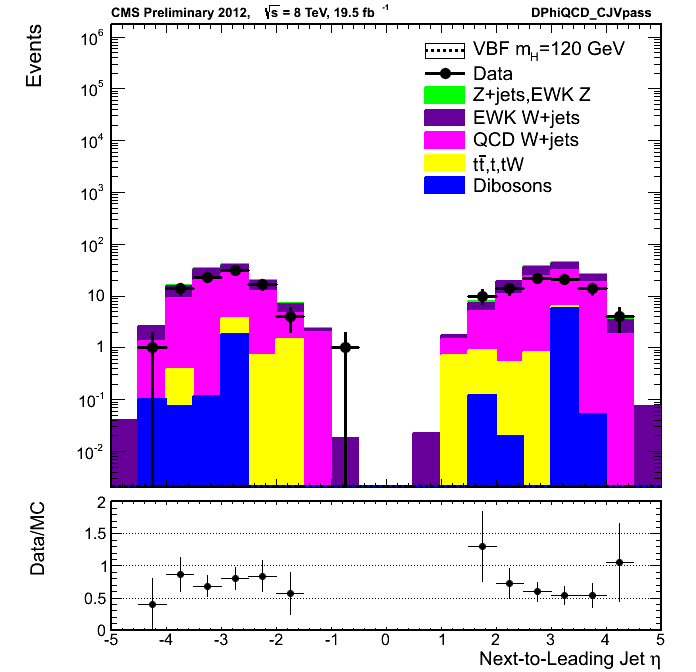 CMS Preliminary 2012, √s = 8 TeV, 19.5 fb⁻¹ DPhiQCD_CJVpass
Events
10⁶
10⁵
10⁴
10³
10²
10
1
10⁻¹
10⁻²
VBF m_H=120 GeV
Data
Z+jets,EWK Z
EWK W+jets
QCD W+jets
tt̄,t,tW
Dibosons
Data/MC
2
1.5
1
0.5
0
-5 -4 -3 -2 -1 0 1 2 3 4 5
Next-to-Leading Jet η